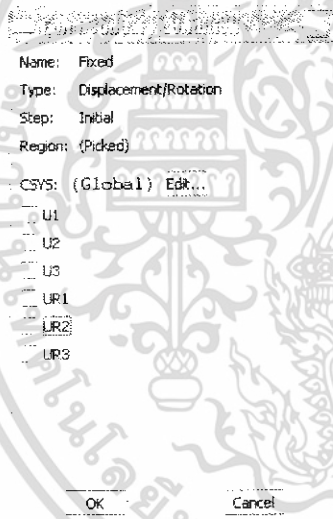 Name: Fixed
Type: Displacement/Rotation
Step: Initial
Region: (Picked)
CSYS: (Global) Edit...
U1
U2
U3
UR1
UR2
UR3
OK
Cancel